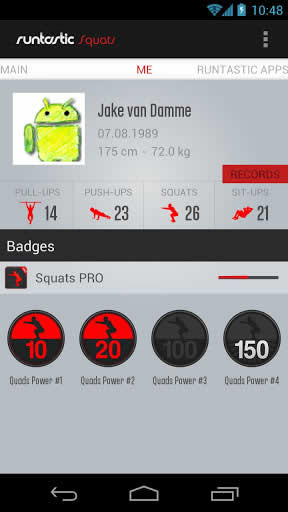 10:48
runtastic Squats
MAIN ME RUNTASTIC APPS
Jake van Damme
07.08.1989
175 cm - 72.0 kg
RECORDS
PULL-UPS PUSH-UPS SQUATS SIT-UPS
14 23 26 21
Badges
Squats PRO
10 20 100 150
Quads Power #1 Quads Power #2 Quads Power #3 Quads Power #4